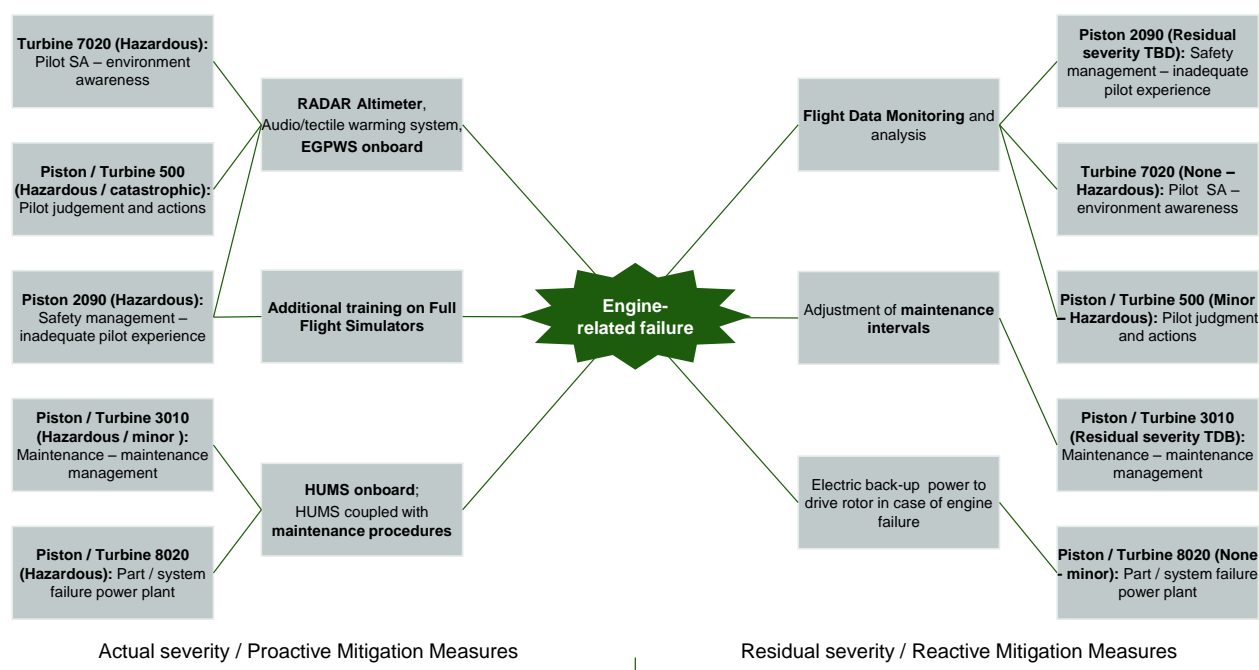 Turbine 7020 (Hazardous):
Pilot SA – environment
awareness
Piston / Turbine 500
(Hazardous / catastrophic):
Pilot judgement and actions
Piston 2090 (Hazardous):
Safety management –
inadequate pilot experience
Piston / Turbine 3010
(Hazardous / minor ):
Maintenance – maintenance
management
Piston / Turbine 8020
(Hazardous): Part / system
failure power plant
RADAR Altimeter,
Audio/tectile warming system,
EGPWS onboard
Additional training on Full
Flight Simulators
HUMS onboard;
HUMS coupled with
maintenance procedures
Engine-
related failure
Flight Data Monitoring and
analysis
Adjustment of maintenance
intervals
Electric back-up power to
drive rotor in case of engine
failure
Piston 2090 (Residual
severity TBD): Safety
management – inadequate
pilot experience
Turbine 7020 (None –
Hazardous): Pilot SA –
environment awareness
Piston / Turbine 500 (Minor
– Hazardous): Pilot judgment
and actions
Piston / Turbine 3010
(Residual severity TDB):
Maintenance – maintenance
management
Piston / Turbine 8020 (None
- minor): Part / system failure
power plant
Actual severity / Proactive Mitigation Measures
Residual severity / Reactive Mitigation Measures